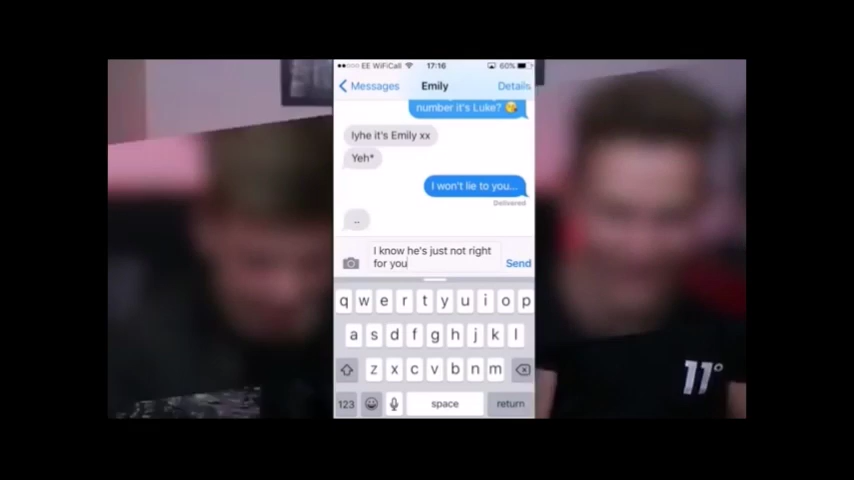 EE WiFiCall 17:16 60%
Messages Emily Details
number it's Luke? 😘
Iyhe it's Emily xx
Yeh*
I won't lie to you...
Delivered
..
I know he's just not right
for you
Send
q w e r t y u i o p
a s d f g h j k l
z x c v b n m
123 space return
11°